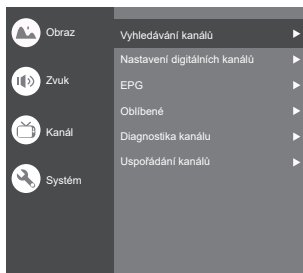 Obraz
Zvuk
Kanál
Systém
Vyhledávání kanálů
Nastavení digitálních kanálů
EPG
Oblíbené
Diagnostika kanálu
Uspořádání kanálů